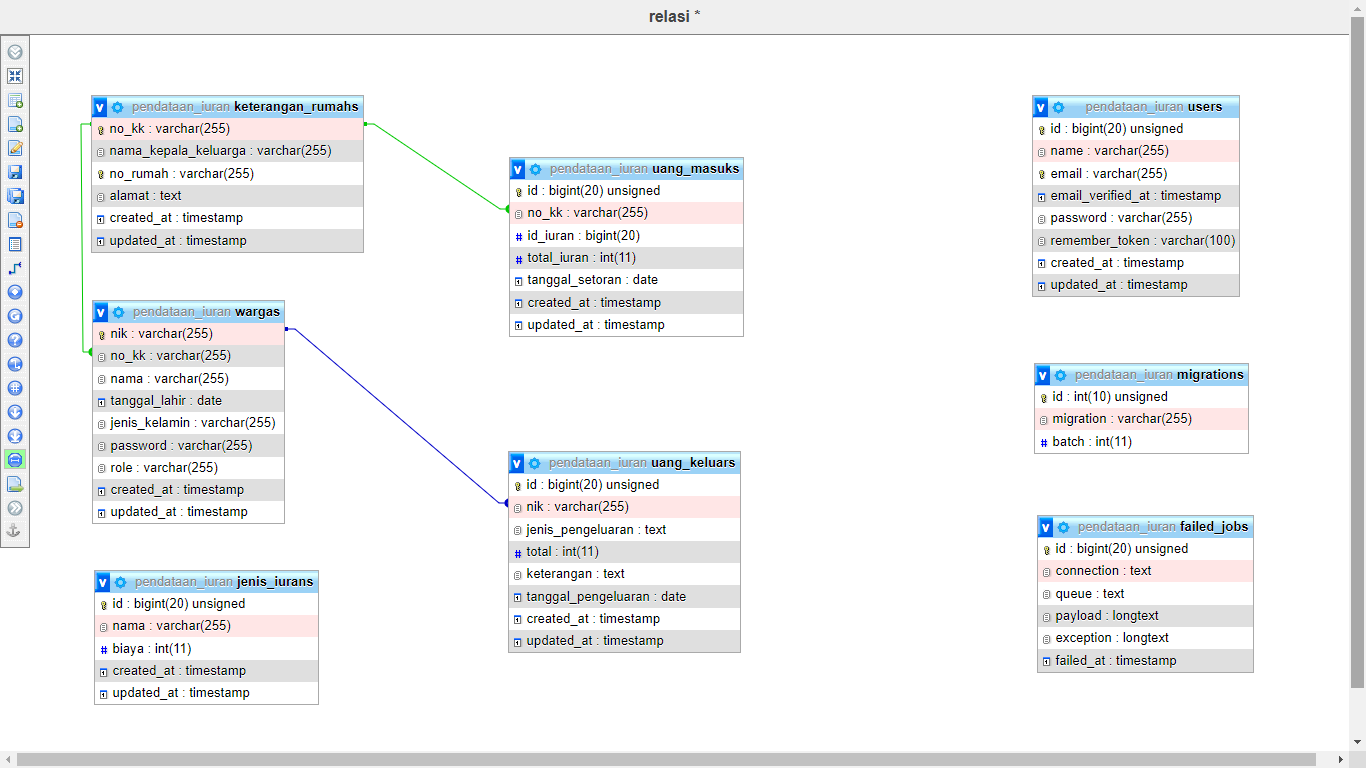 relasi *
pendataan_iuran keterangan_rumahs
no_kk : varchar(255)
nama_kepala_keluarga : varchar(255)
no_rumah : varchar(255)
alamat : text
created_at : timestamp
updated_at : timestamp
pendataan_iuran wargas
nik : varchar(255)
no_kk : varchar(255)
nama : varchar(255)
tanggal_lahir : date
jenis_kelamin : varchar(255)
password : varchar(255)
role : varchar(255)
created_at : timestamp
updated_at : timestamp
pendataan_iuran jenis_iurans
id : bigint(20) unsigned
nama : varchar(255)
biaya : int(11)
created_at : timestamp
updated_at : timestamp
pendataan_iuran uang_masuks
id : bigint(20) unsigned
no_kk : varchar(255)
id_iuran : bigint(20)
total_iuran : int(11)
tanggal_setoran : date
created_at : timestamp
updated_at : timestamp
pendataan_iuran uang_keluars
id : bigint(20) unsigned
nik : varchar(255)
jenis_pengeluaran : text
total : int(11)
keterangan : text
tanggal_pengeluaran : date
created_at : timestamp
updated_at : timestamp
pendataan_iuran users
id : bigint(20) unsigned
name : varchar(255)
email : varchar(255)
email_verified_at : timestamp
password : varchar(255)
remember_token : varchar(100)
created_at : timestamp
updated_at : timestamp
pendataan_iuran migrations
id : int(10) unsigned
migration : varchar(255)
batch : int(11)
pendataan_iuran failed_jobs
id : bigint(20) unsigned
connection : text
queue : text
payload : longtext
exception : longtext
failed_at : timestamp